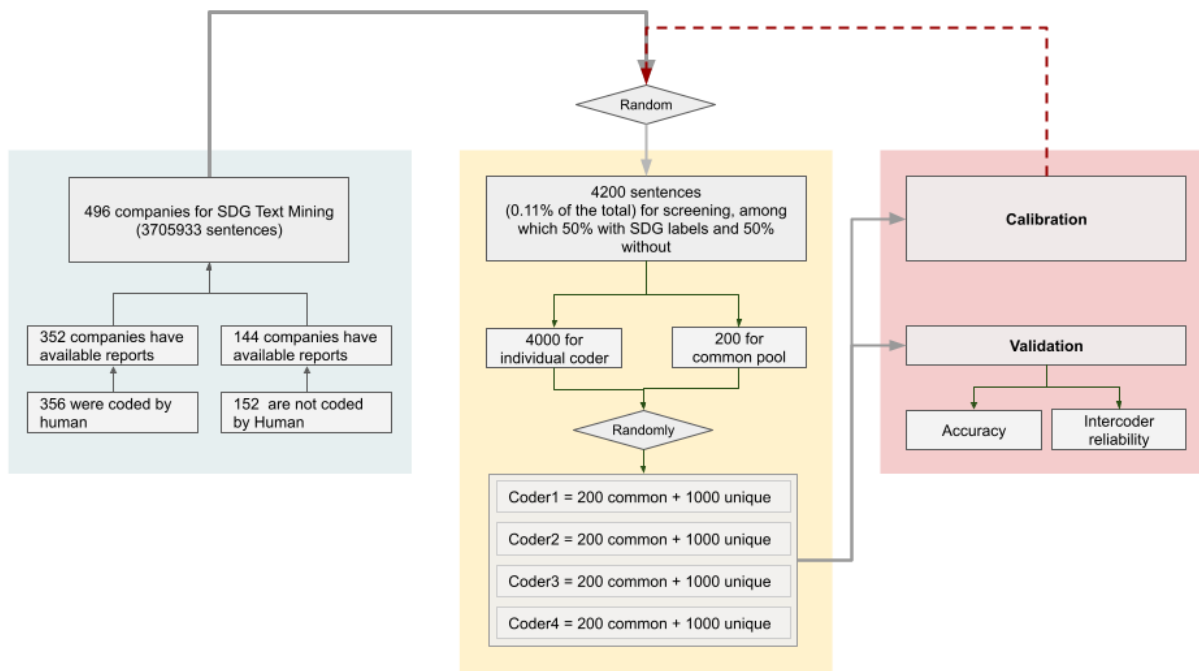 Random
496 companies for SDG Text Mining
(3705933 sentences)
352 companies have
available reports
144 companies have
available reports
356 were coded by
human
152  are not coded
by Human
4200 sentences
(0.11% of the total) for screening, among
which 50% with SDG labels and 50%
without
4000 for
individual coder
200 for
common pool
Randomly
Coder1 = 200 common + 1000 unique
Coder2 = 200 common + 1000 unique
Coder3 = 200 common + 1000 unique
Coder4 = 200 common + 1000 unique
Calibration
Validation
Accuracy
Intercoder
reliability